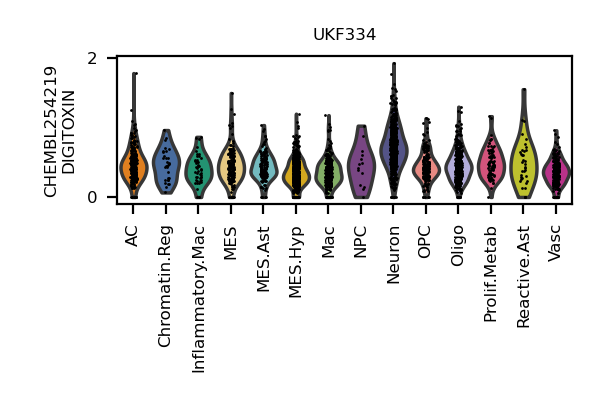 UKF334
CHEMBL254219
DIGITOXIN
2
0
AC
Chromatin.Reg
Inflammatory.Mac
MES
MES.Ast
MES.Hyp
Mac
NPC
Neuron
OPC
Oligo
Prolif.Metab
Reactive.Ast
Vasc